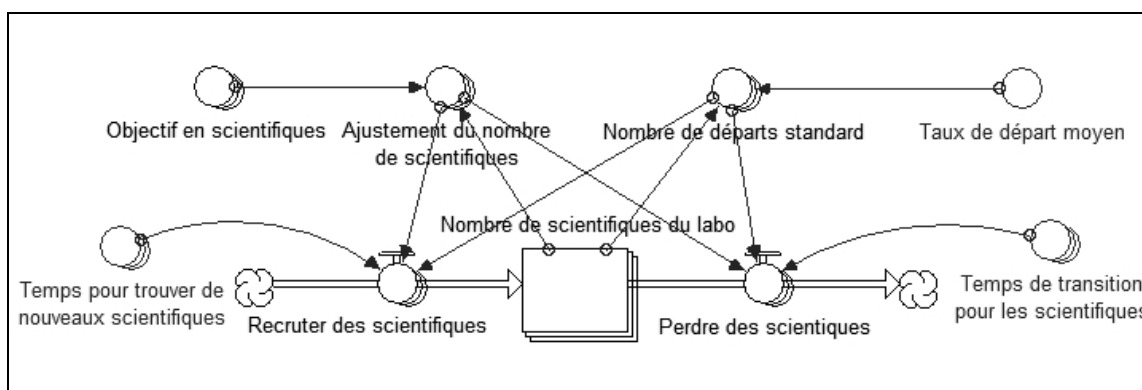 Objectif en scientifiques
Ajustement du nombre
de scientifiques
Nombre de départs standard
Taux de départ moyen
Nombre de scientifiques du labo
Temps pour trouver de
nouveaux scientifiques
Recruter des scientifiques
Perdre des scientiques
Temps de transition
pour les scientifiques